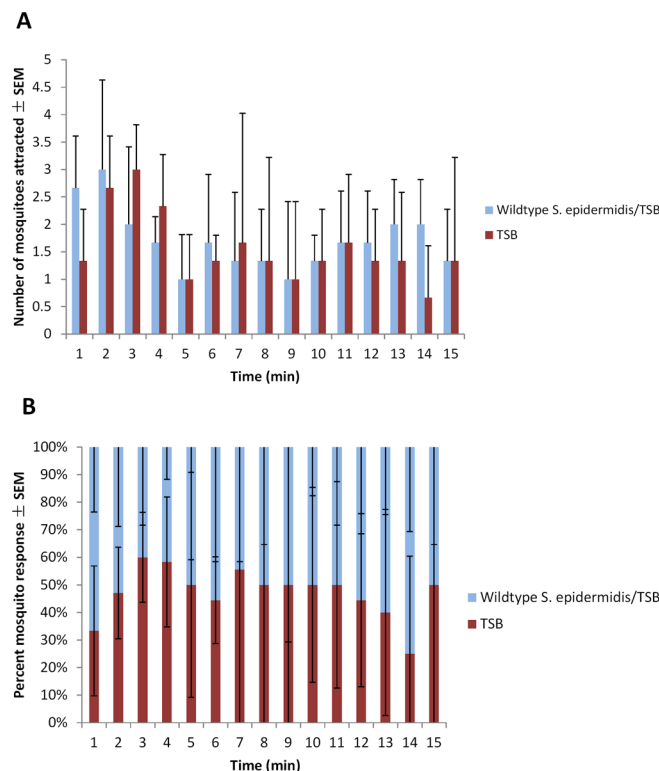 A
Number of mosquitoes attracted ± SEM
5
4.5
4
3.5
3
2.5
2
1.5
1
0.5
0
1 2 3 4 5 6 7 8 9 10 11 12 13 14 15
Time (min)
Wildtype S. epidermidis/TSB
TSB
B
Percent mosquito response ± SEM
100%
90%
80%
70%
60%
50%
40%
30%
20%
10%
0%
1 2 3 4 5 6 7 8 9 10 11 12 13 14 15
Time (min)
Wildtype S. epidermidis/TSB
TSB